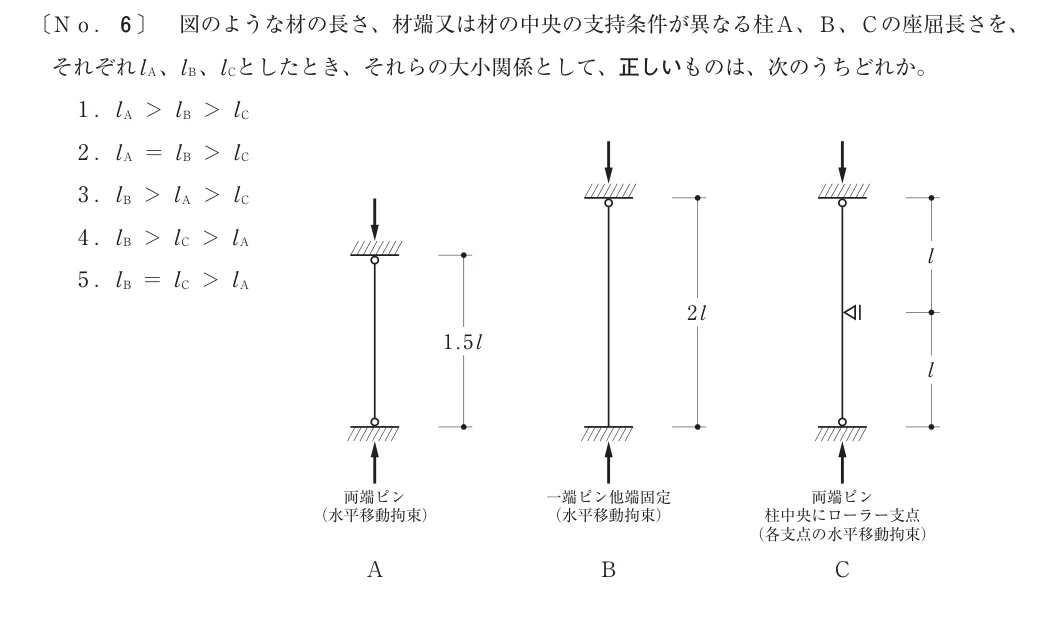 〔Ｎｏ．６〕　図のような材の長さ、材端又は材の中央の支持条件が異なる柱Ａ、Ｂ、Ｃの座屈長さを、
それぞれlA、lB、lCとしたとき、それらの大小関係として、正しいものは、次のうちどれか。
1．lA > lB > lC
2．lA = lB > lC
3．lB > lA > lC
4．lB > lC > lA
5．lB = lC > lA
1.5l
2l
l
l
両端ピン
（水平移動拘束）
A
一端ピン他端固定
（水平移動拘束）
B
両端ピン
柱中央にローラー支点
（各支点の水平移動拘束）
C